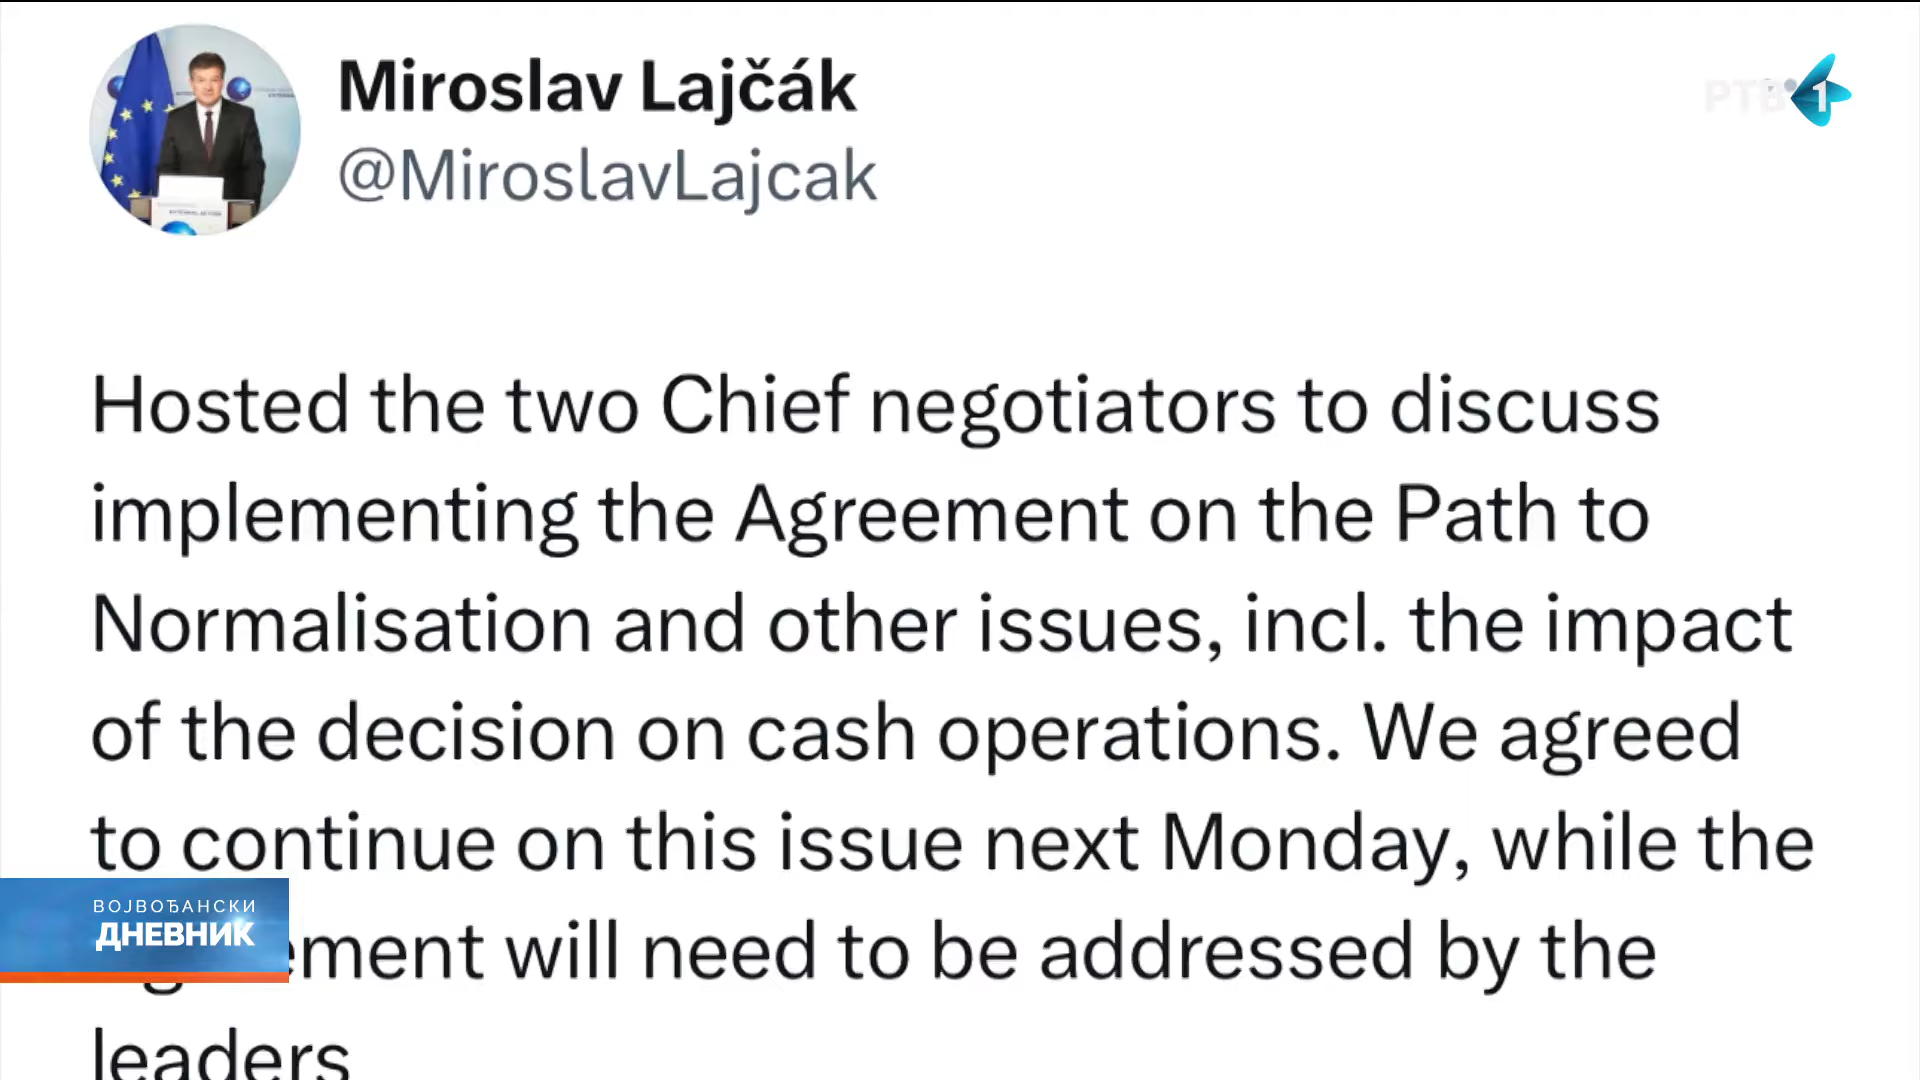 Miroslav Lajčák
@MiroslavLajcak
РТВ 1
Hosted the two Chief negotiators to discuss
implementing the Agreement on the Path to
Normalisation and other issues, incl. the impact
of the decision on cash operations. We agreed
to continue on this issue next Monday, while the
ement will need to be addressed by the
leaders
ВОЈВОЂАНСКИ
ДНЕВНИК